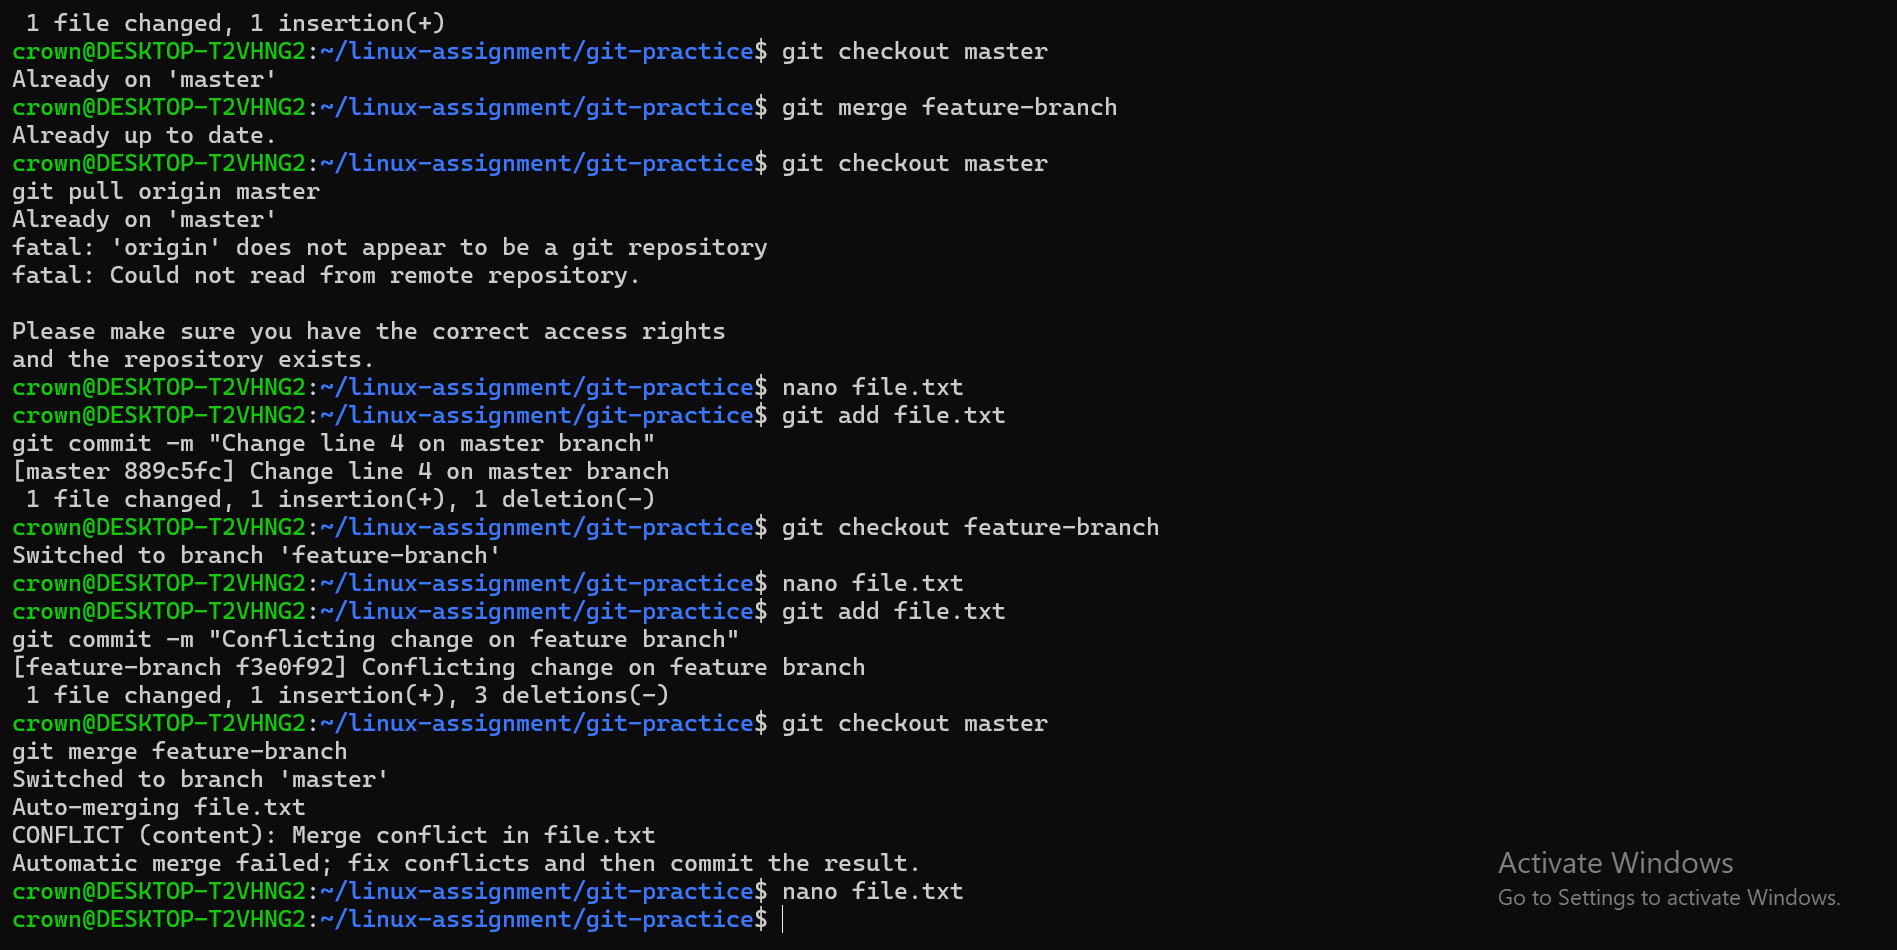 1 file changed, 1 insertion(+)
crown@DESKTOP-T2VHNG2:~/linux-assignment/git-practice$ git checkout master
Already on 'master'
crown@DESKTOP-T2VHNG2:~/linux-assignment/git-practice$ git merge feature-branch
Already up to date.
crown@DESKTOP-T2VHNG2:~/linux-assignment/git-practice$ git checkout master
git pull origin master
Already on 'master'
fatal: 'origin' does not appear to be a git repository
fatal: Could not read from remote repository.

Please make sure you have the correct access rights
and the repository exists.
crown@DESKTOP-T2VHNG2:~/linux-assignment/git-practice$ nano file.txt
crown@DESKTOP-T2VHNG2:~/linux-assignment/git-practice$ git add file.txt
git commit -m "Change line 4 on master branch"
[master 889c5fc] Change line 4 on master branch
 1 file changed, 1 insertion(+), 1 deletion(-)
crown@DESKTOP-T2VHNG2:~/linux-assignment/git-practice$ git checkout feature-branch
Switched to branch 'feature-branch'
crown@DESKTOP-T2VHNG2:~/linux-assignment/git-practice$ nano file.txt
crown@DESKTOP-T2VHNG2:~/linux-assignment/git-practice$ git add file.txt
git commit -m "Conflicting change on feature branch"
[feature-branch f3e0f92] Conflicting change on feature branch
 1 file changed, 1 insertion(+), 3 deletions(-)
crown@DESKTOP-T2VHNG2:~/linux-assignment/git-practice$ git checkout master
git merge feature-branch
Switched to branch 'master'
Auto-merging file.txt
CONFLICT (content): Merge conflict in file.txt
Automatic merge failed; fix conflicts and then commit the result.
crown@DESKTOP-T2VHNG2:~/linux-assignment/git-practice$ nano file.txt
crown@DESKTOP-T2VHNG2:~/linux-assignment/git-practice$
Activate Windows
Go to Settings to activate Windows.